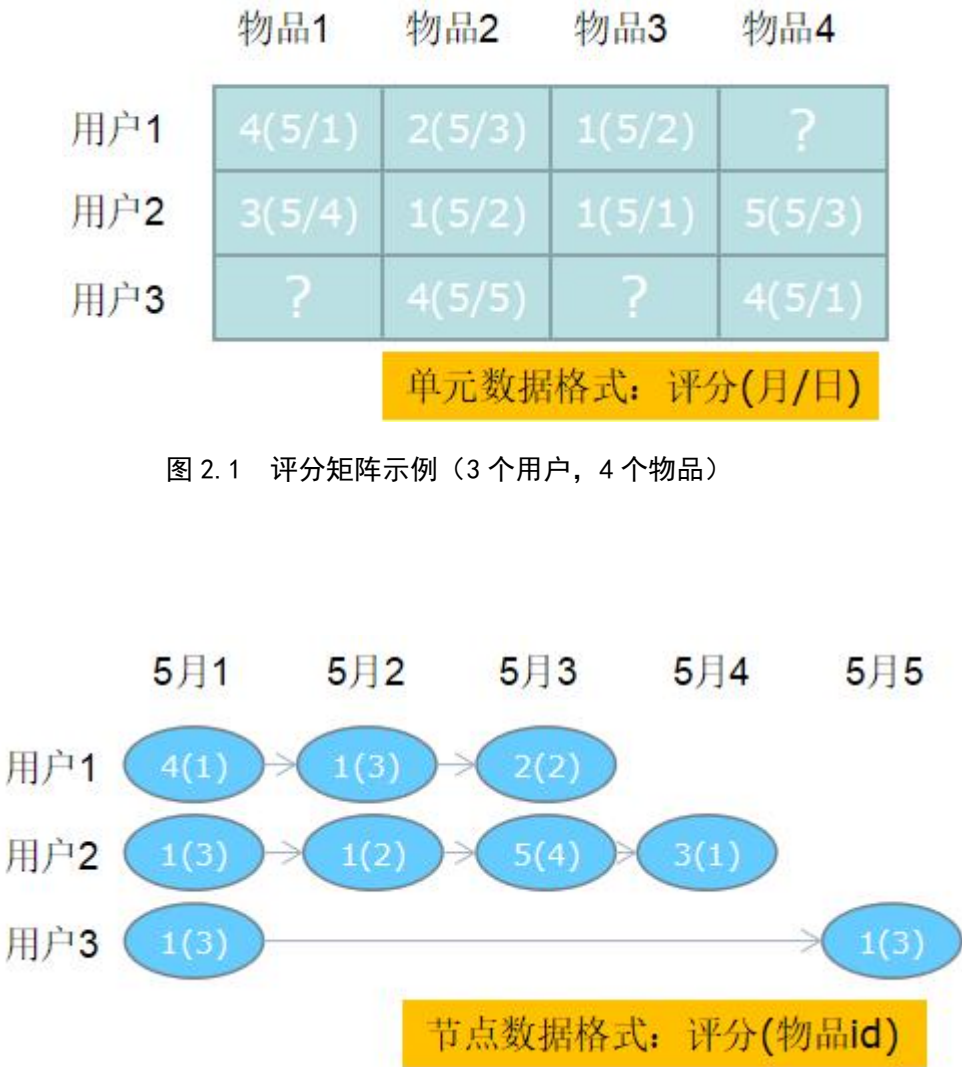 物品1 物品2 物品3 物品4
用户1 4(5/1) 2(5/3) 1(5/2) ?
用户2 3(5/4) 1(5/2) 1(5/1) 5(5/3)
用户3 ? 4(5/5) ? 4(5/1)
单元数据格式：评分(月/日)
图 2.1 评分矩阵示例（3 个用户，4 个物品）
5月1 5月2 5月3 5月4 5月5
用户1 4(1) 1(3) 2(2)
用户2 1(3) 1(2) 5(4) 3(1)
用户3 1(3) 1(3)
节点数据格式：评分(物品id)